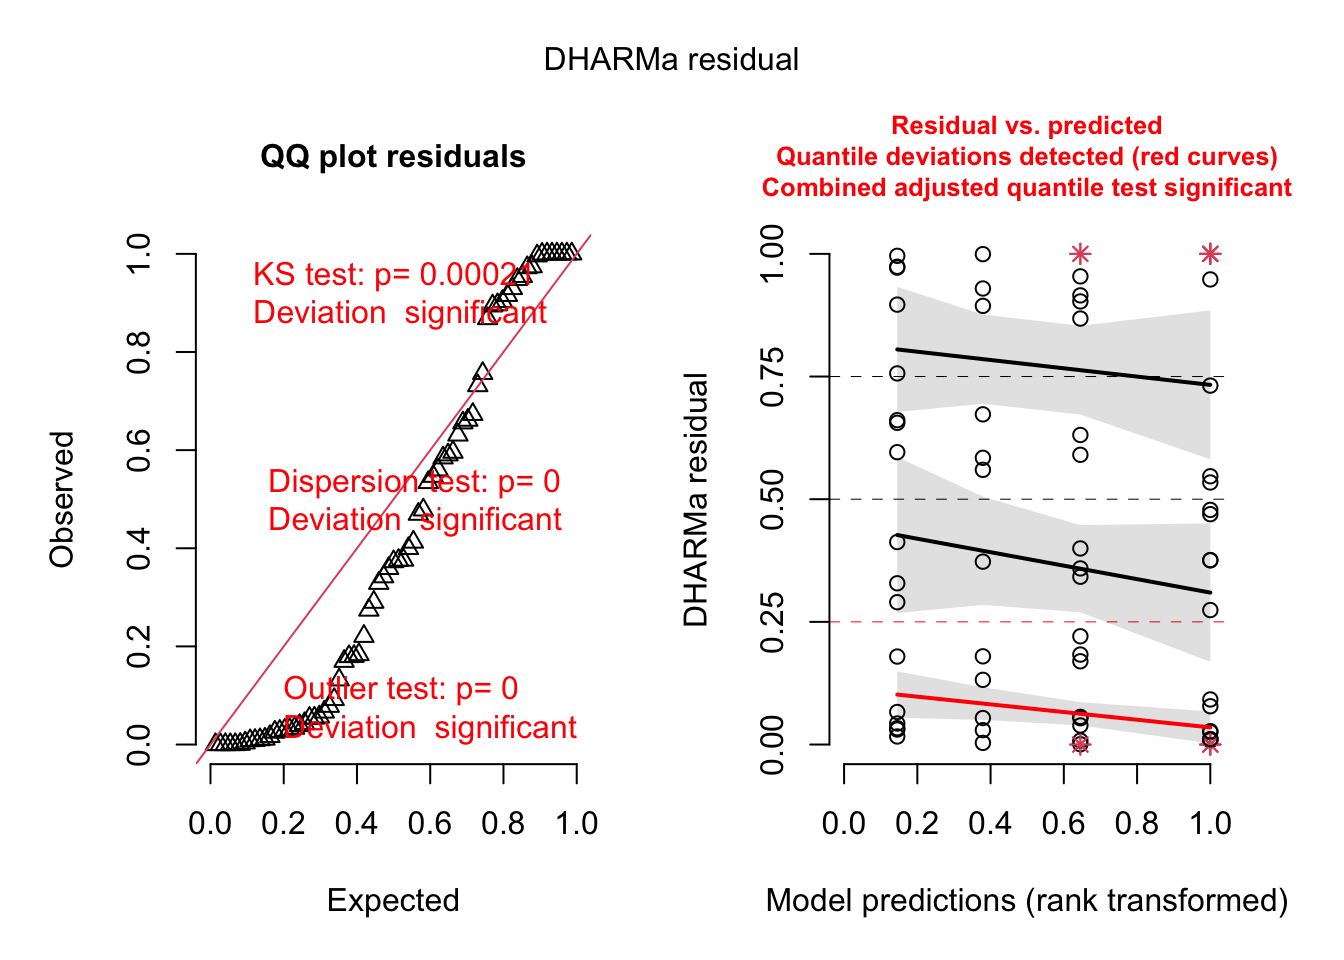 DHARMa residual
QQ plot residuals
KS test: p= 0.00021
Deviation  significant
Dispersion test: p= 0
Deviation  significant
Outlier test: p= 0
Deviation  significant
Observed
0.0 0.2 0.4 0.6 0.8 1.0
0.0 0.2 0.4 0.6 0.8 1.0
Expected
Residual vs. predicted
Quantile deviations detected (red curves)
Combined adjusted quantile test significant
DHARMa residual
0.00 0.25 0.50 0.75 1.00
0.0 0.2 0.4 0.6 0.8 1.0
Model predictions (rank transformed)